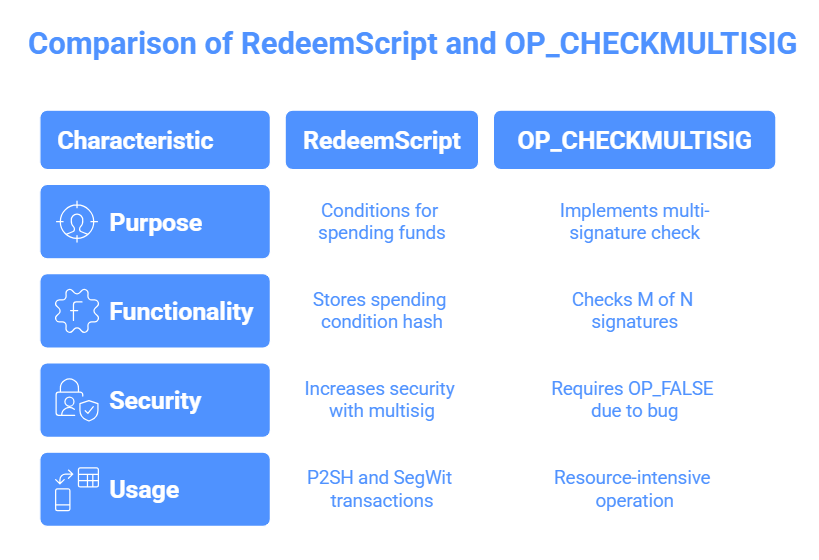 Comparison of RedeemScript and OP_CHECKMULTISIG
Characteristic RedeemScript OP_CHECKMULTISIG
Purpose
Conditions for
spending funds
Implements multi-
signature check
Functionality
Stores spending
condition hash
Checks M of N
signatures
Security
Increases security
with multisig
Requires OP_FALSE
due to bug
Usage
P2SH and SegWit
transactions
Resource-intensive
operation